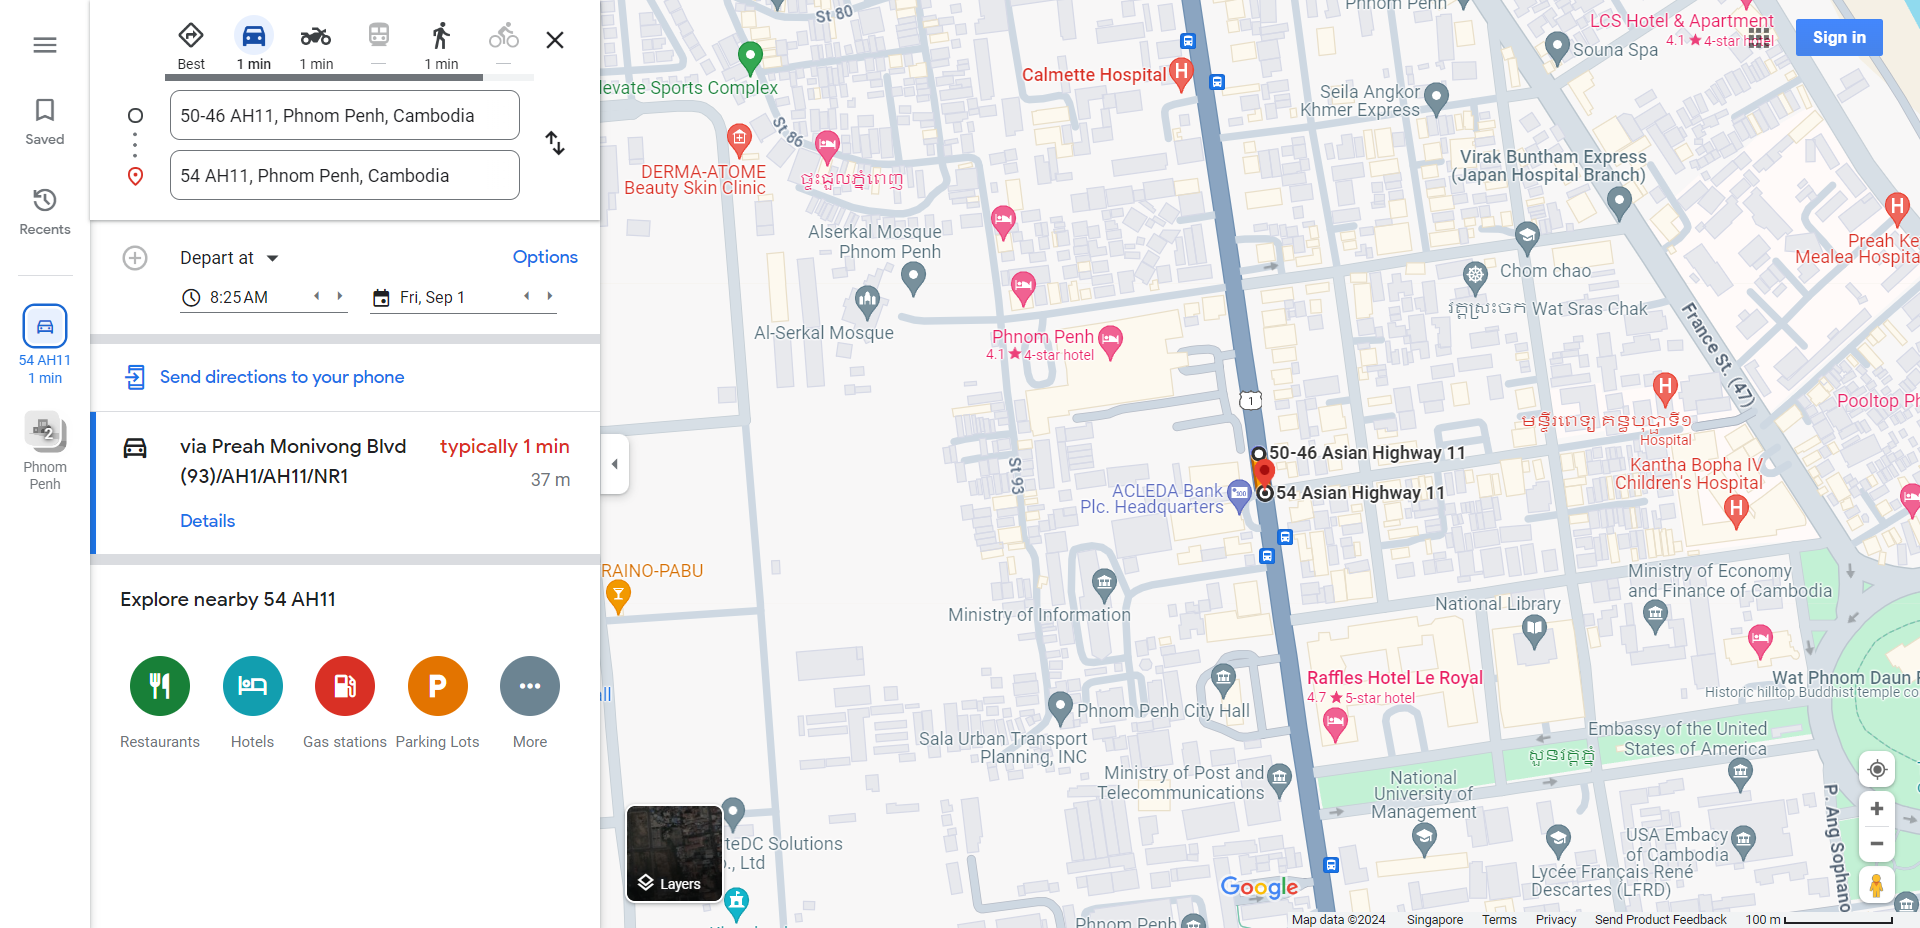 Saved
Recents
54 AH11
1 min
2
Phnom
Penh
Best
1 min
1 min
—
1 min
—
50-46 AH11, Phnom Penh, Cambodia
54 AH11, Phnom Penh, Cambodia
Depart at
Options
8:25 AM
Fri, Sep 1
Send directions to your phone
via Preah Monivong Blvd
(93)/AH1/AH11/NR1
typically 1 min
37 m
Details
Explore nearby 54 AH11
Restaurants
Hotels
Gas stations
P
Parking Lots
More
St 80
Phnom Penh
LCS Hotel & Apartment
4.1 ★ 4-star hotel
Sign in
Souna Spa
Calmette Hospital
levate Sports Complex
St 86
Seila Angkor
Khmer Express
DERMA-ATOME
Beauty Skin Clinic
ផ្ទះជួលភ្នំពេញ
Virak Buntham Express
(Japan Hospital Branch)
Alserkal Mosque
Phnom Penh
Preah Ke
Mealea Hospita
Chom chao
វត្តស្រះចក Wat Sras Chak
Al-Serkal Mosque
Phnom Penh
4.1 ★ 4-star hotel
France St. (47)
1
Pooltop Ph
មន្ទីរពេទ្យ គន្ធបុប្ផាទី១
Hospital
50-46 Asian Highway 11
St 93
Kantha Bopha IV
Children's Hospital
ACLEDA Bank
Plc. Headquarters
54 Asian Highway 11
RAINO-PABU
Ministry of Information
National Library
Ministry of Economy
and Finance of Cambodia
Raffles Hotel Le Royal
4.7 ★ 5-star hotel
Wat Phnom Daun P
Historic hilltop Buddhist temple co
all
Phnom Penh City Hall
Sala Urban Transport
Planning, INC
Embassy of the United
States of America
សួនវត្តភ្នំ
Ministry of Post and
Telecommunications
National
University of
Management
P. Ang Sophano
USA Embacy
of Cambodia
Lycée Français René
Descartes (LFRD)
teDC Solutions
o., Ltd
Layers
Phnom Penh
Google
Map data ©2024
Singapore
Terms
Privacy
Send Product Feedback
100 m